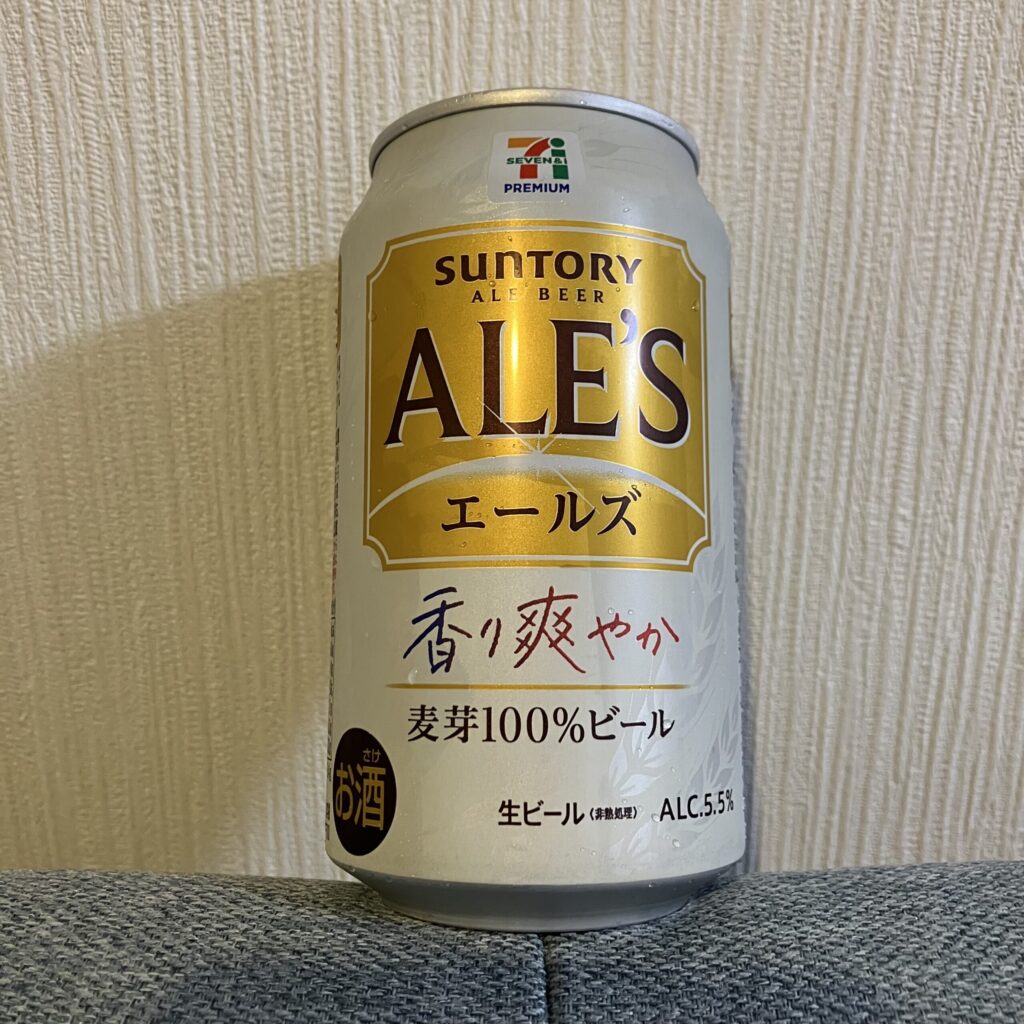 SEVEN&i
PREMIUM
SUNTORY
ALE BEER
ALE'S
エールズ
香り爽やか
麦芽100%ビール
さけ
お酒
生ビール〈非熱処理〉 ALC.5.5%